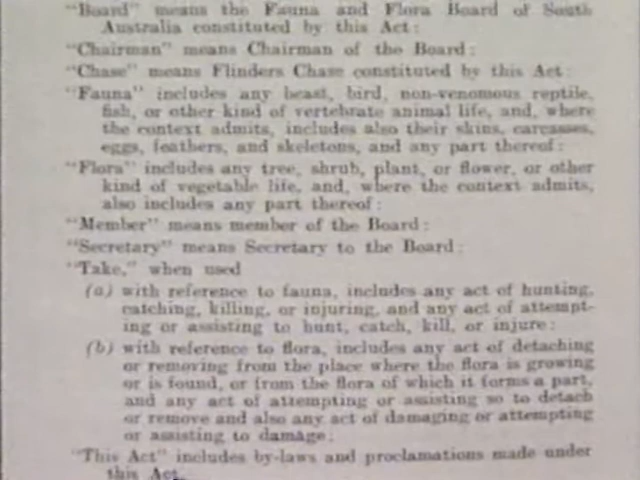 "Board" means the Fauna and Flora Board of South
Australia constituted by this Act:
"Chairman" means Chairman of the Board:
"Chase" means Flinders Chase constituted by this Act:
"Fauna" includes any beast, bird, non-venomous reptile,
fish, or other kind of vertebrate animal life, and, where
the context admits, includes also their skins, carcasses,
eggs, feathers, and skeletons, and any part thereof:
"Flora" includes any tree, shrub, plant, or flower, or other
kind of vegetable life, and, where the context admits,
also includes any part thereof:
"Member" means member of the Board:
"Secretary" means Secretary to the Board:
"Take," when used
(a) with reference to fauna, includes any act of hunting,
catching, killing, or injuring, and any act of attempt-
ing or assisting to hunt, catch, kill, or injure:
(b) with reference to flora, includes any act of detaching
or removing from the place where the flora is growing
or is found, or from the flora of which it forms a part,
and any act of attempting or assisting so to detach
or remove and also any act of damaging or attempting
or assisting to damage:
"This Act" includes by-laws and proclamations made under
this Act.